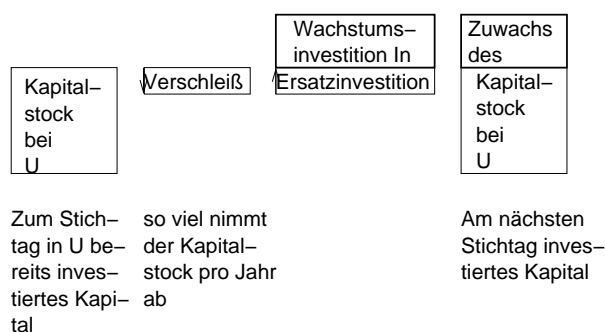 Wachstums–
investition In
Zuwachs
des
Kapital–
stock
bei
U
Verschleiß
Ersatzinvestition
Kapital–
stock
bei
U
Zum Stich–
tag in U be–
reits inves–
tiertes Kapi–
tal
so viel nimmt
der Kapital–
stock pro Jahr
ab
Am nächsten
Stichtag inves–
tiertes Kapital